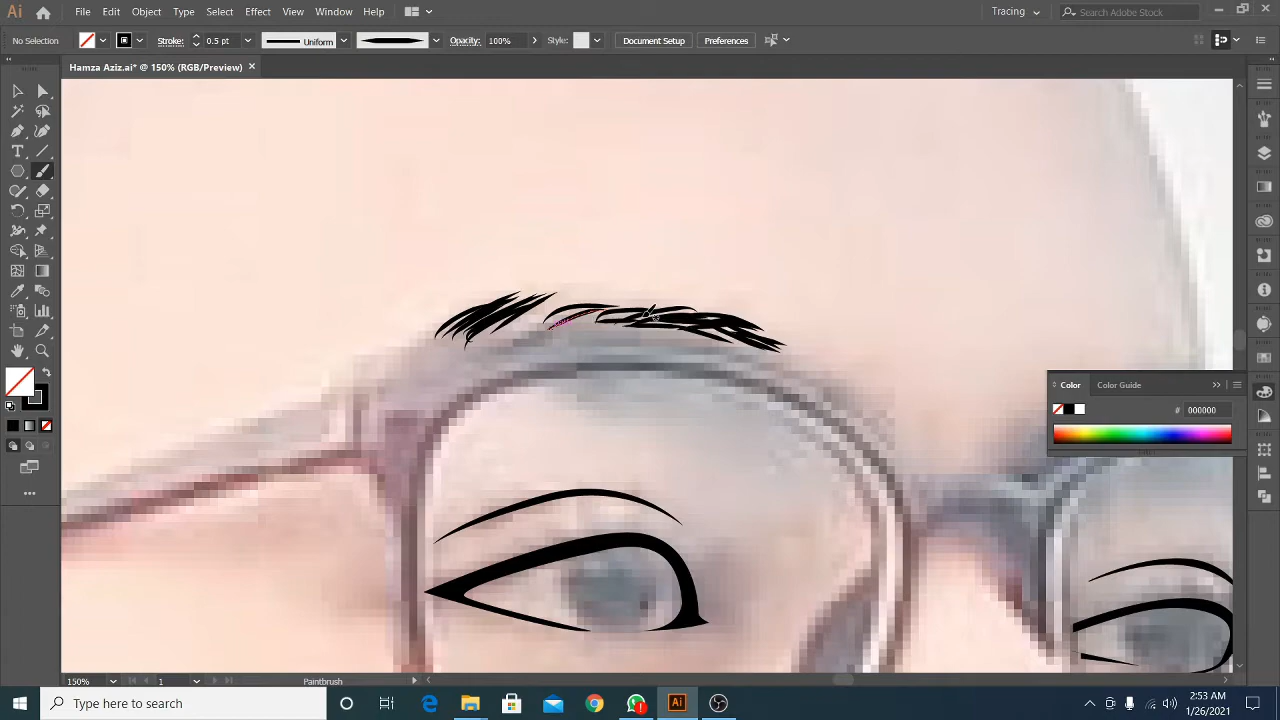 Ai File Edit Object Type Select Effect View Window Help Tracing Search Adobe Stock
No Selection Stroke: 0.5 pt Uniform Opacity: 100% Style: Document Setup Preferences
Hamza Aziz.ai* @ 150% (RGB/Preview)
Color Color Guide
# 000000
150% 1 Paintbrush
Type here to search Ai 2:53 AM
1/26/2021